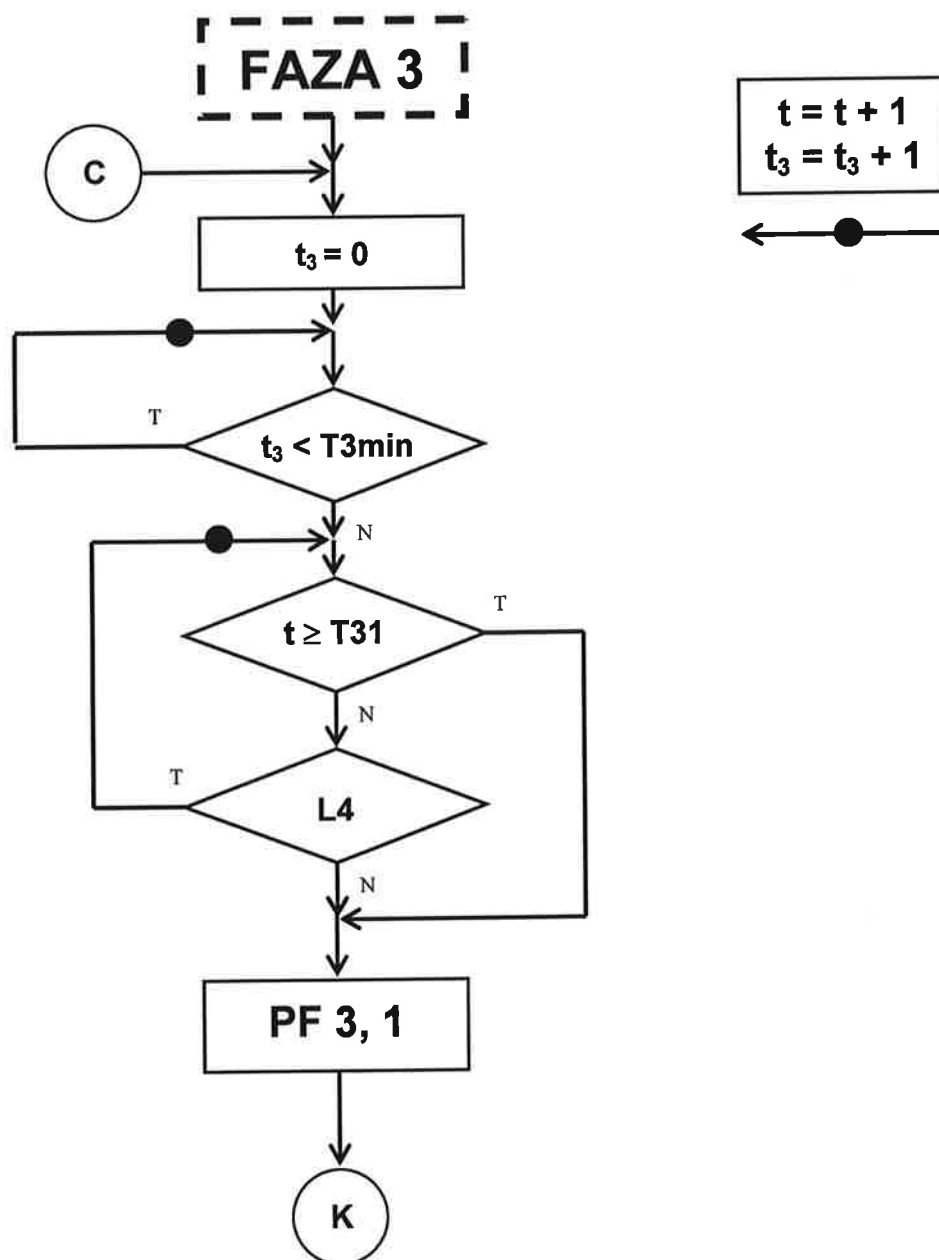 FAZA 3
t = t + 1
t₃ = t₃ + 1
C
t₃ = 0
T
t₃ < T3min
N
T
t ≥ T31
N
T
L4
N
PF 3, 1
K